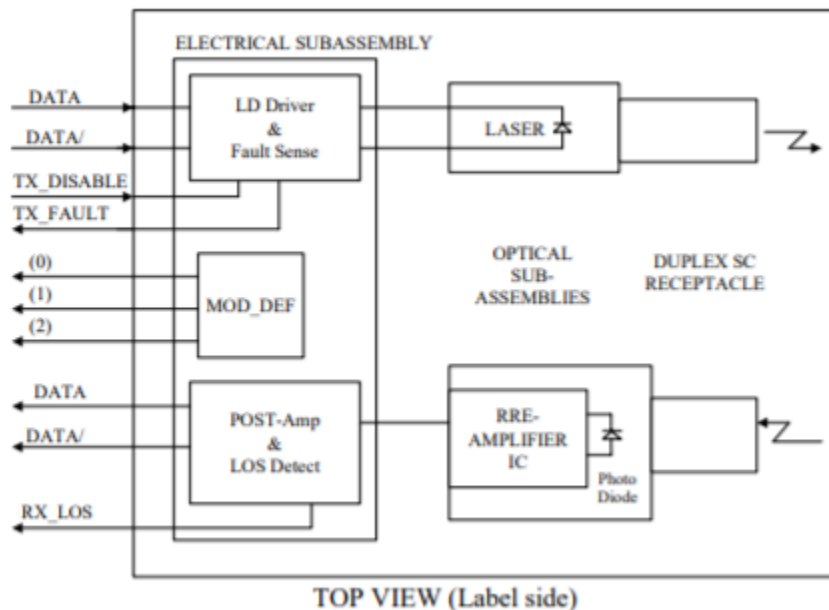 ELECTRICAL SUBASSEMBLY
DATA
DATA/
TX_DISABLE
TX_FAULT
LD Driver
&
Fault Sense
LASER
(0)
(1)
(2)
MOD_DEF
OPTICAL
SUB-
ASSEMBLIES
DUPLEX SC
RECEPTACLE
DATA
DATA/
RX_LOS
POST-Amp
&
LOS Detect
RRE-
AMPLIFIER
IC
Photo
Diode
TOP VIEW (Label side)